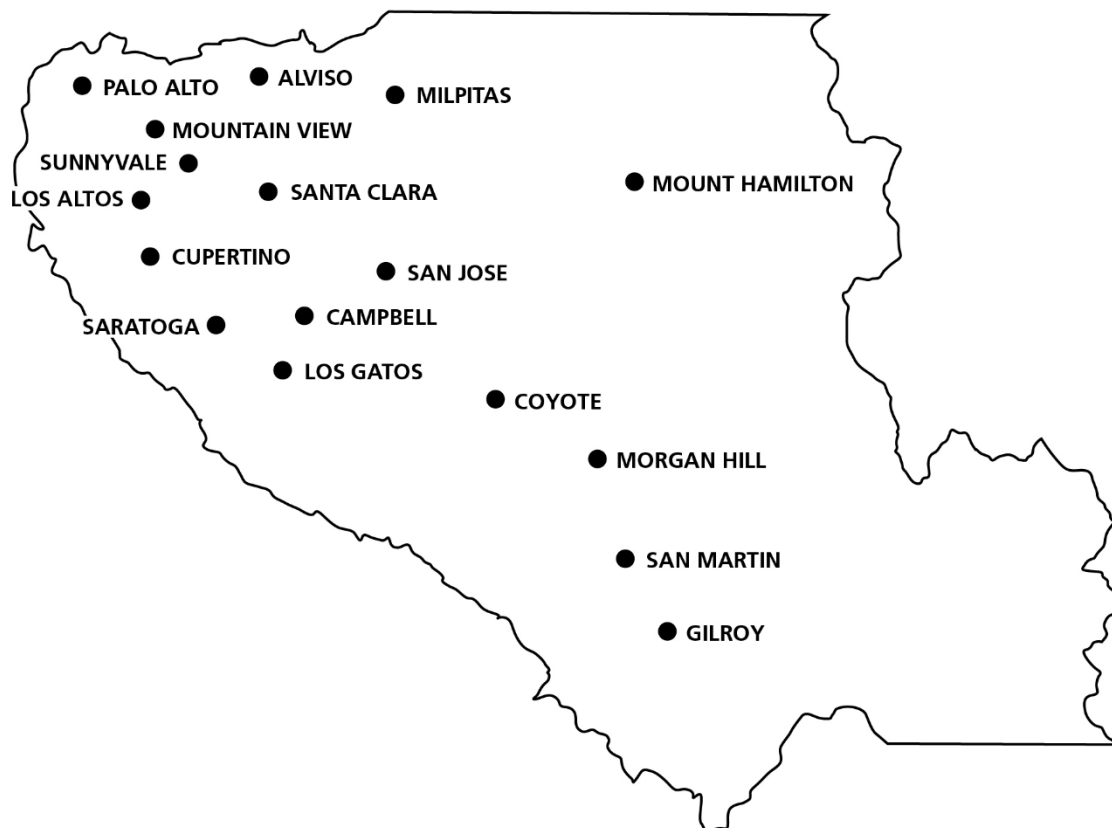 PALO ALTO
ALVISO
MILPITAS
MOUNTAIN VIEW
SUNNYVALE
LOS ALTOS
SANTA CLARA
MOUNT HAMILTON
CUPERTINO
SAN JOSE
CAMPBELL
SARATOGA
LOS GATOS
COYOTE
MORGAN HILL
SAN MARTIN
GILROY